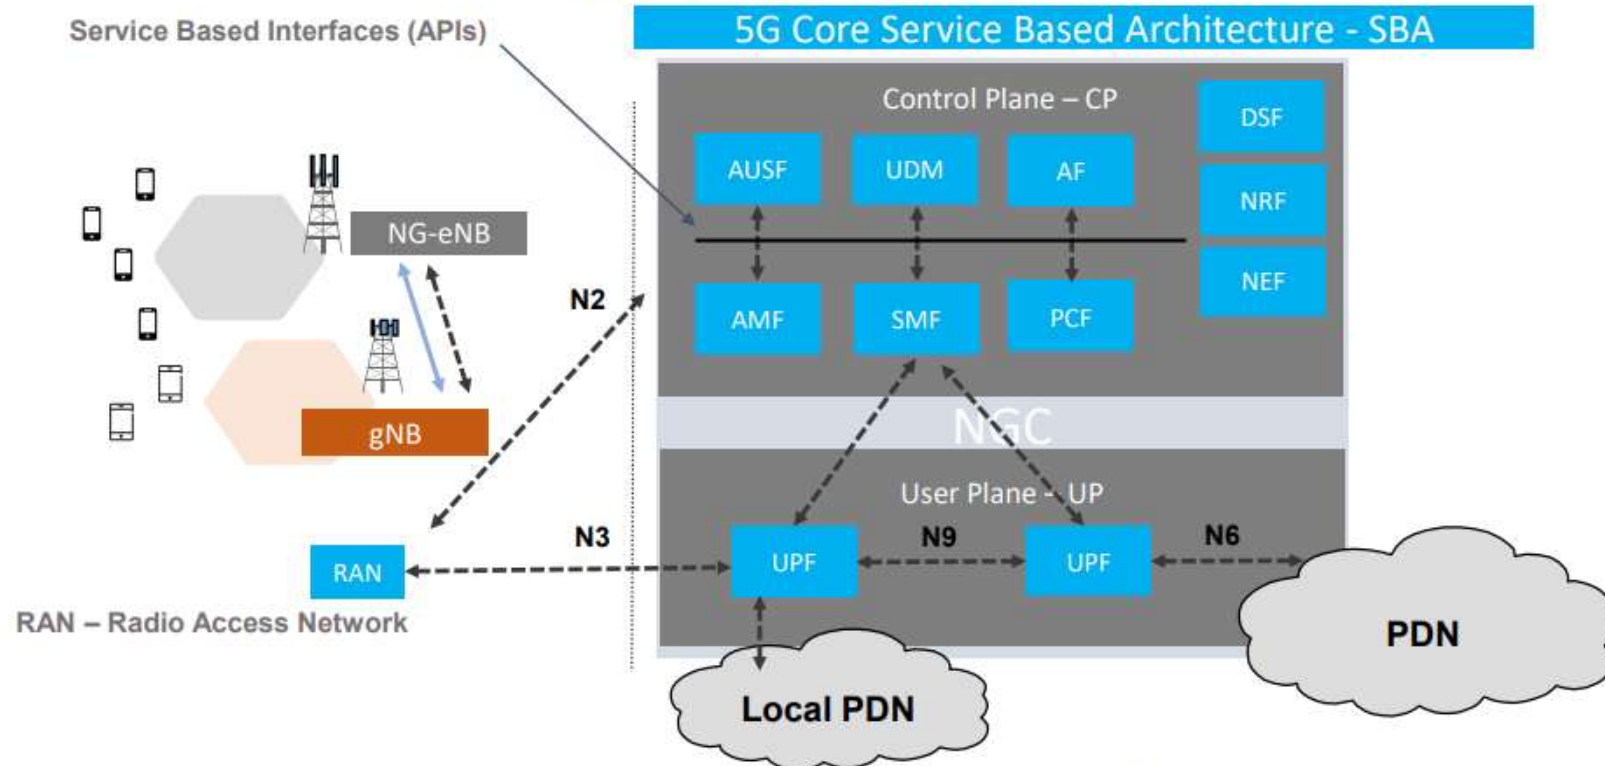 Service Based Interfaces (APIs)
5G Core Service Based Architecture - SBA
Control Plane – CP
DSF
AUSF
UDM
AF
NRF
NG-eNB
NEF
N2
AMF
SMF
PCF
NGC
gNB
User Plane - UP
N3
N9
N6
RAN
UPF
UPF
RAN – Radio Access Network
PDN
Local PDN